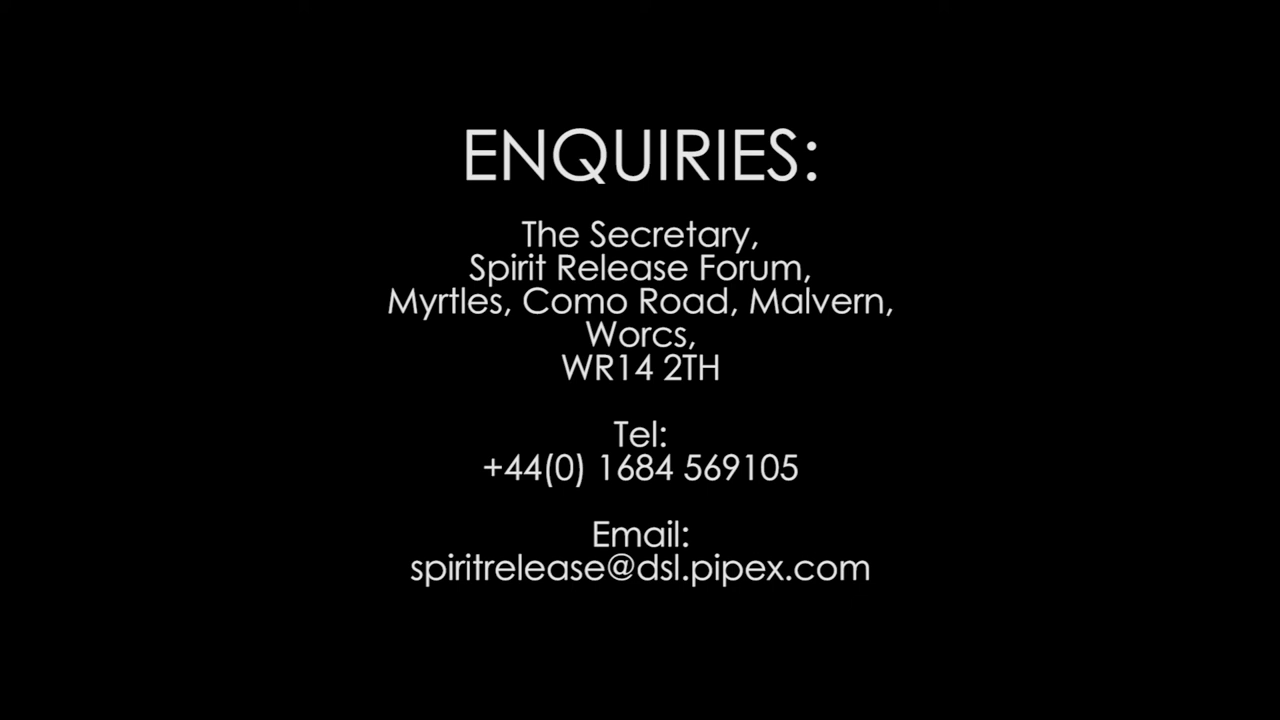 ENQUIRIES:
The Secretary,
Spirit Release Forum,
Myrtles, Como Road, Malvern,
Worcs,
WR14 2TH
Tel:
+44(0) 1684 569105
Email:
spiritrelease@dsl.pipex.com